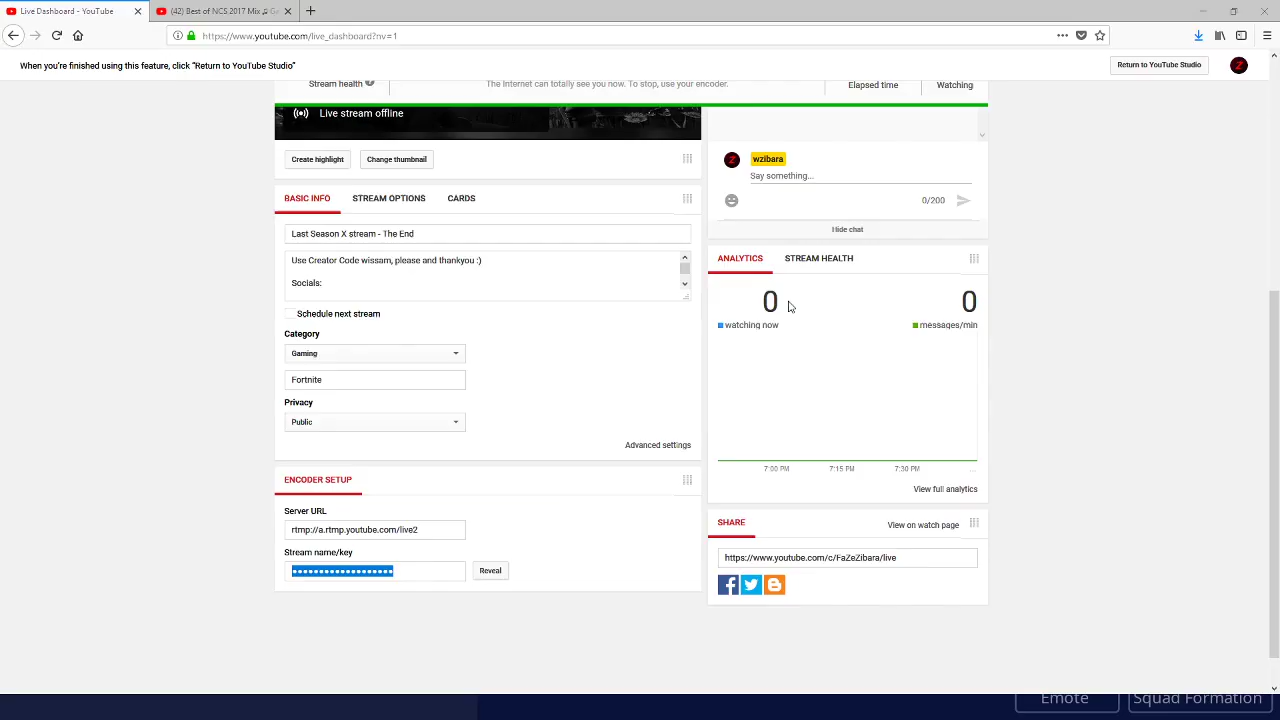 Live Dashboard - YouTube
(42) Best of NCS 2017 Mix
https://www.youtube.com/live_dashboard?nv=1
When you're finished using this feature, click "Return to YouTube Studio"
Return to YouTube Studio
Stream health
The Internet can totally see you now. To stop, use your encoder.
Elapsed time
Watching
Live stream offline
Create highlight
Change thumbnail
BASIC INFO
STREAM OPTIONS
CARDS
Last Season X stream - The End
Use Creator Code wissam, please and thankyou :)
Socials:
Schedule next stream
Category
Gaming
Fortnite
Privacy
Public
Advanced settings
ENCODER SETUP
Server URL
rtmp://a.rtmp.youtube.com/live2
Stream name/key
Reveal
wzibara
Say something...
0/200
Hide chat
ANALYTICS
STREAM HEALTH
0
0
watching now
messages/min
7:00 PM
7:15 PM
7:30 PM
...
View full analytics
SHARE
View on watch page
https://www.youtube.com/c/FaZeZibara/live
Emote
Squad Formation